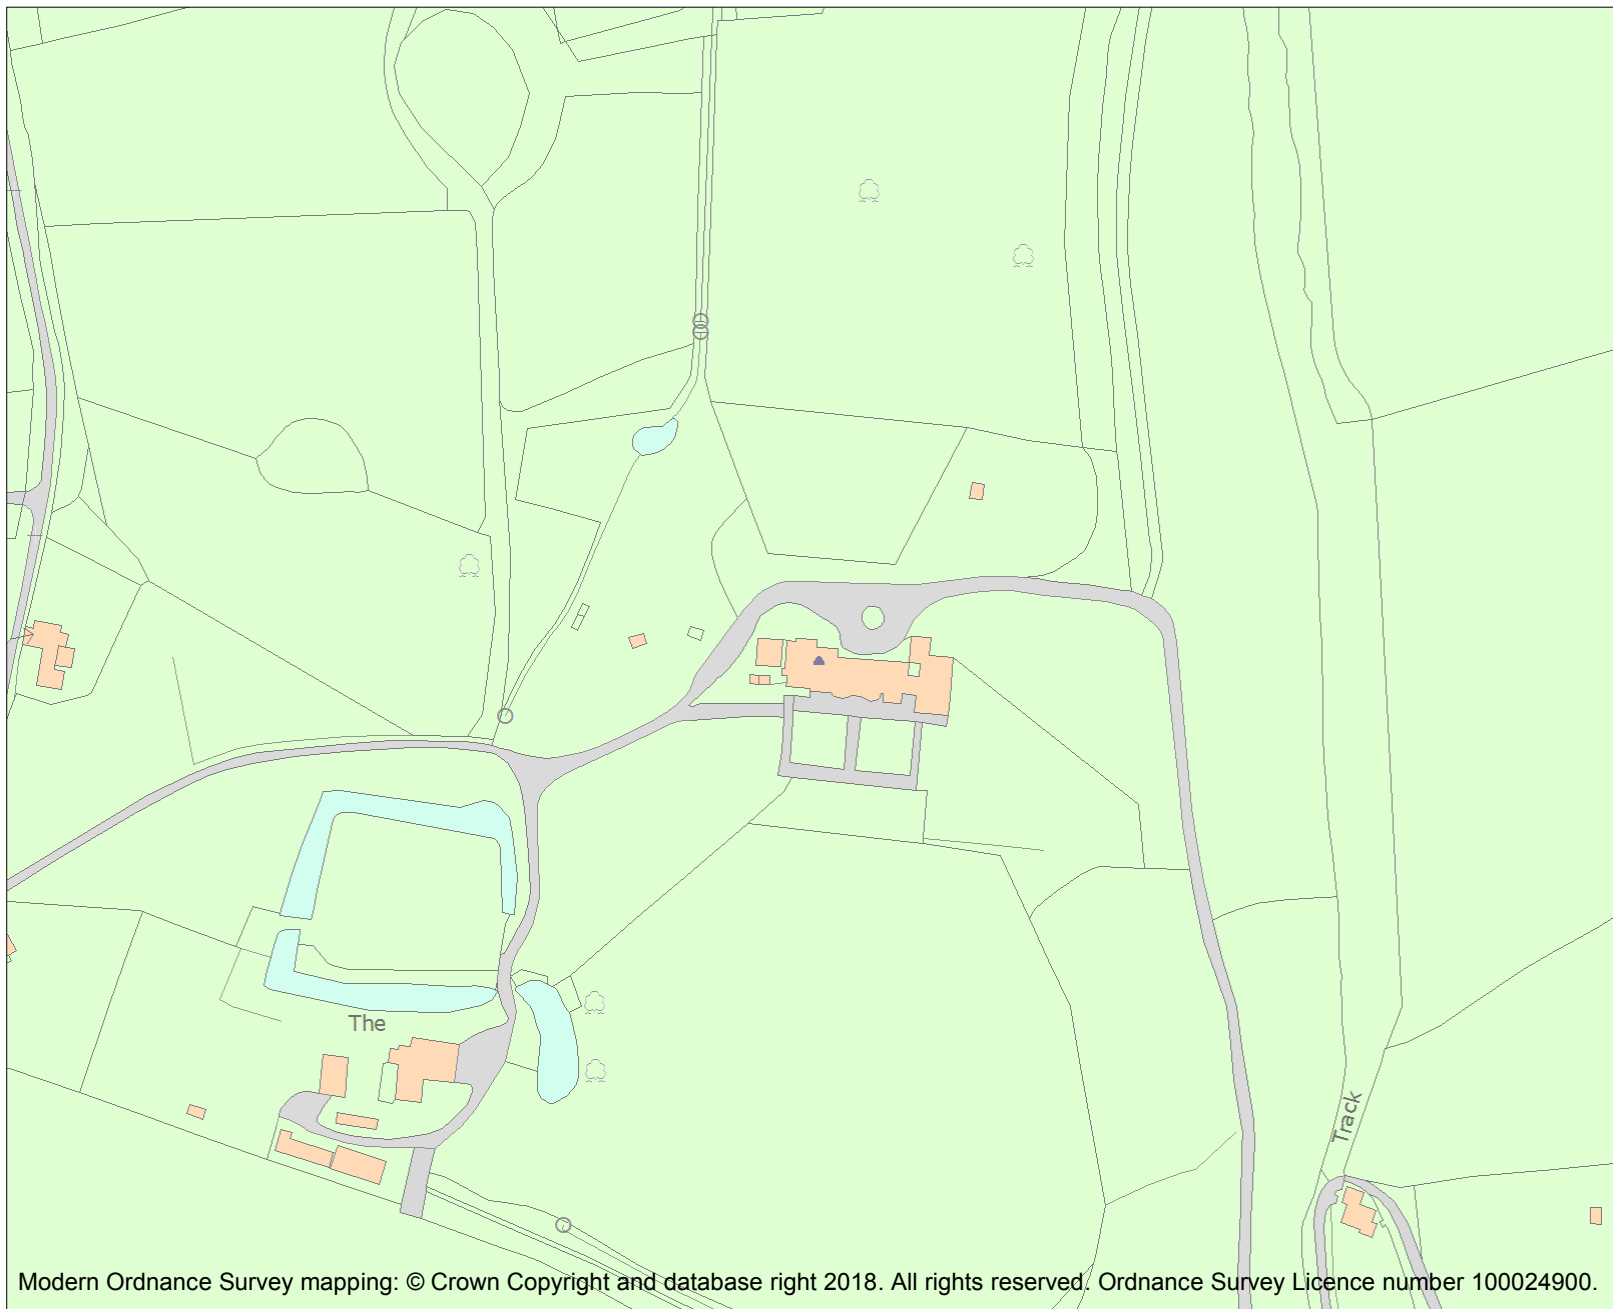 The
Track
Modern Ordnance Survey mapping: © Crown Copyright and database right 2018. All rights reserved. Ordnance Survey Licence number 100024900.